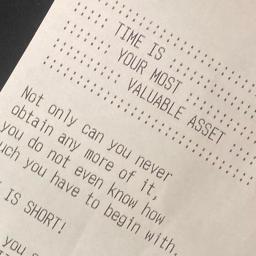 TIME IS
YOUR MOST
VALUABLE ASSET
Not only can you never
obtain any more of it,
you do not even know how
you have to begin with,
IS SHORT!
you